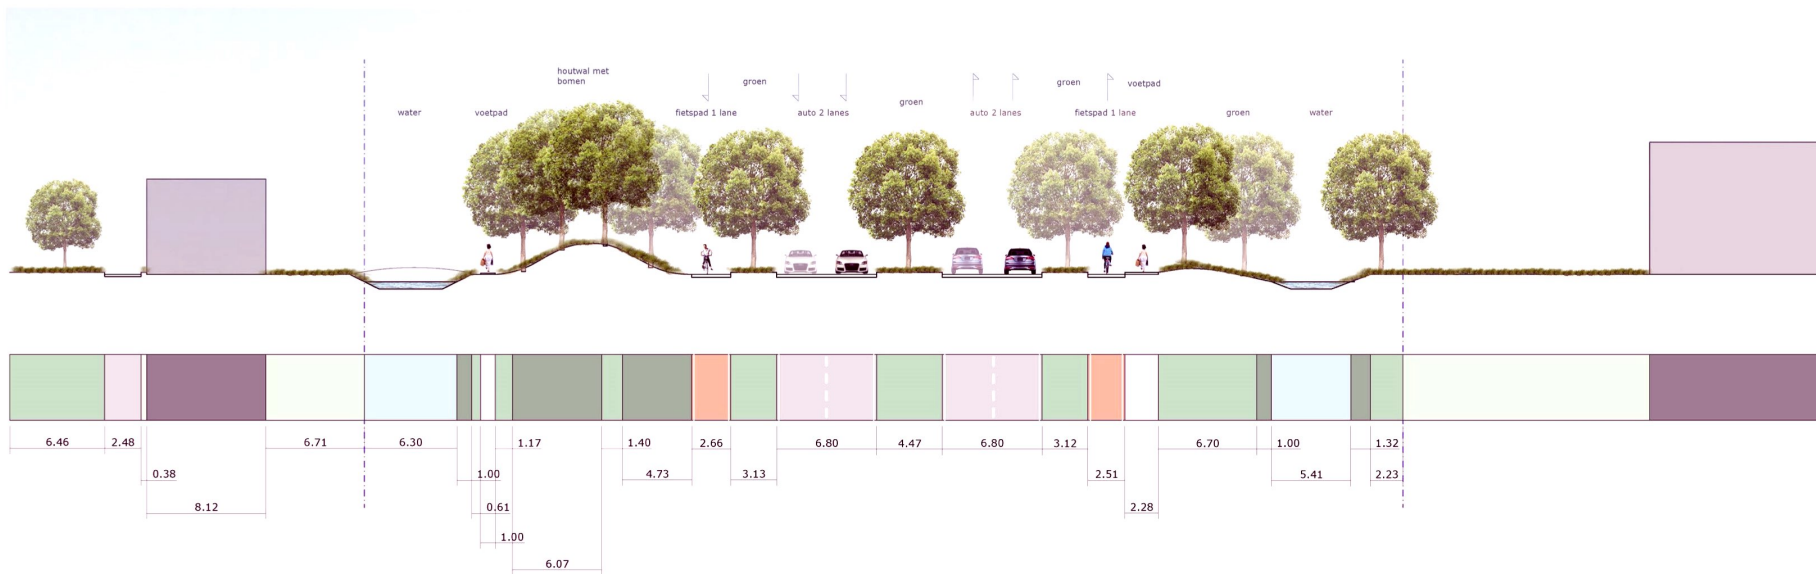 houtwal met
bomen
groen
groen
voetpad
groen
water
voetpad
fietspad 1 lane
auto 2 lanes
auto 2 lanes
fietspad 1 lane
groen
water
6.46
2.48
6.71
6.30
1.17
1.40
2.66
6.80
4.47
6.80
3.12
6.70
1.00
1.32
0.38
1.00
4.73
3.13
2.51
5.41
2.23
8.12
0.61
2.28
1.00
6.07